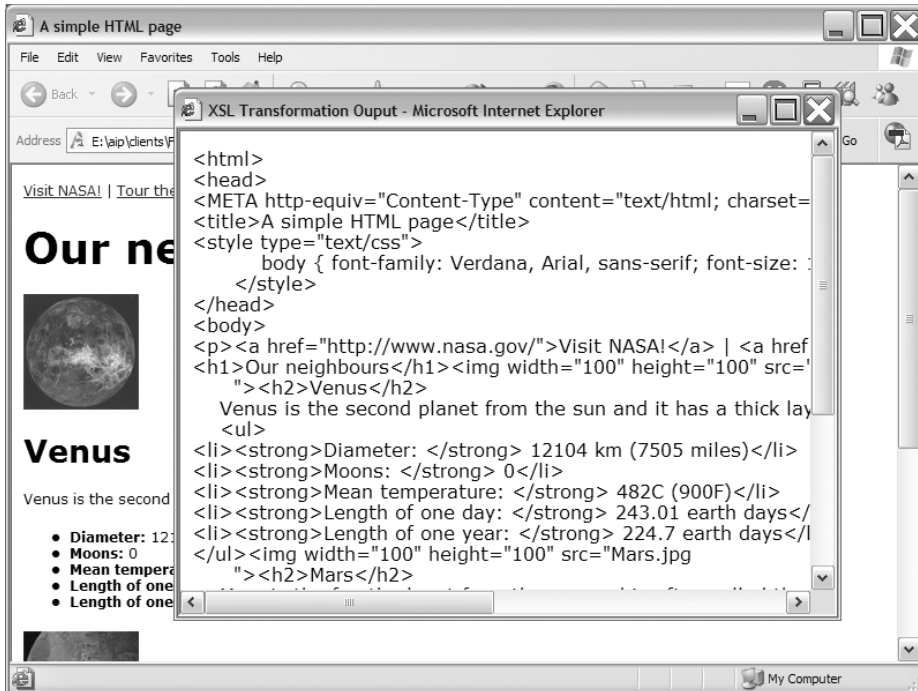 A simple HTML page
File Edit View Favorites Tools Help
Back
Address E:\aip\clients\F
Go
Visit NASA! | Tour the
Our ne
Venus
Venus is the second
Diameter: 121
Moons: 0
Mean tempera
Length of one
Length of one
XSL Transformation Ouput - Microsoft Internet Explorer
<html>
<head>
<META http-equiv="Content-Type" content="text/html; charset=
<title>A simple HTML page</title>
<style type="text/css">
body { font-family: Verdana, Arial, sans-serif; font-size:
</style>
</head>
<body>
<p><a href="http://www.nasa.gov/">Visit NASA!</a> | <a href
<h1>Our neighbours</h1><img width="100" height="100" src="
"><h2>Venus</h2>
Venus is the second planet from the sun and it has a thick lay
<ul>
<li><strong>Diameter: </strong> 12104 km (7505 miles)</li>
<li><strong>Moons: </strong> 0</li>
<li><strong>Mean temperature: </strong> 482C (900F)</li>
<li><strong>Length of one day: </strong> 243.01 earth days</
<li><strong>Length of one year: </strong> 224.7 earth days</l
</ul><img width="100" height="100" src="Mars.jpg
"><h2>Mars</h2>
My Computer